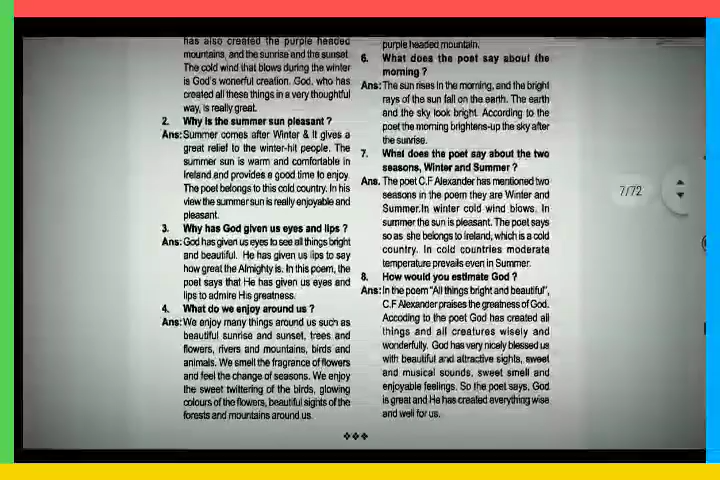 has also created the purple headed
mountains, and the sunrise and the sunset.
The cold wind that blows during the winter
is God's wonerful creation. God, who has
created all these things in a very thoughtful
way, is really great.
2. Why is the summer sun pleasant ?
Ans: Summer comes after Winter & It gives a
great relief to the winter-hit people. The
summer sun is warm and comfortable in
Ireland and provides a good time to enjoy.
The poet belongs to this cold country. In his
view the summer sun is really enjoyable and
pleasant.
3. Why has God given us eyes and lips ?
Ans: God has given us eyes to see all things bright
and beautiful. He has given us lips to say
how great the Almighty is. In this poem, the
poet says that He has given us eyes and
lips to admire His greatness.
4. What do we enjoy around us ?
Ans: We enjoy many things around us such as
beautiful sunrise and sunset, trees and
flowers, rivers and mountains, birds and
animals. We smell the fragrance of flowers
and feel the change of seasons. We enjoy
the sweet twittering of the birds, glowing
colours of the flowers, beautiful sights of the
forests and mountains around us.
purple headed mountain.
6. What does the poet say about the
morning ?
Ans: The sun rises in the morning, and the bright
rays of the sun fall on the earth. The earth
and the sky look bright. According to the
poet the morning brightens-up the sky after
the sunrise.
7. What does the poet say about the two
seasons, Winter and Summer ?
Ans. The poet C.F Alexander has mentioned two
seasons in the poem they are Winter and
Summer.In winter cold wind blows. In
summer the sun is pleasant. The poet says
so as she belongs to Ireland, which is a cold
country. In cold countries moderate
temperature prevails even in Summer.
8. How would you estimate God ?
Ans: In the poem "All things bright and beautiful",
C.F Alexander praises the greatness of God.
Accoding to the poet God has created all
things and all creatures wisely and
wonderfully. God has very nicely blessed us
with beautiful and attractive sights, sweet
and musical sounds, sweet smell and
enjoyable feelings. So the poet says, God
is great and He has created everything wise
and well for us.
7/72